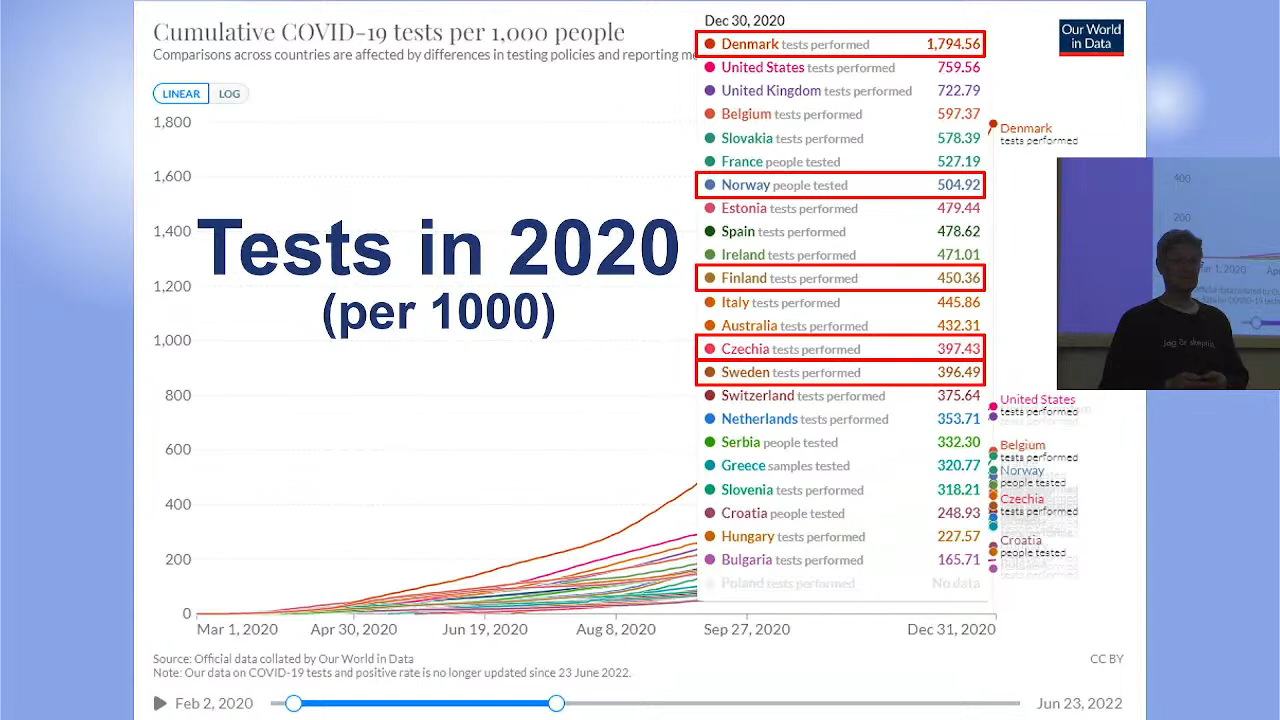 Cumulative COVID-19 tests per 1,000 people
Comparisons across countries are affected by differences in testing policies and reporting me
LINEAR LOG
Our World
in Data
Dec 30, 2020
Denmark tests performed 1,794.56
United States tests performed 759.56
United Kingdom tests performed 722.79
Belgium tests performed 597.37
Slovakia tests performed 578.39
France people tested 527.19
Norway people tested 504.92
Estonia tests performed 479.44
Spain tests performed 478.62
Ireland tests performed 471.01
Finland tests performed 450.36
Italy tests performed 445.86
Australia tests performed 432.31
Czechia tests performed 397.43
Sweden tests performed 396.49
Switzerland tests performed 375.64
Netherlands tests performed 353.71
Serbia people tested 332.30
Greece samples tested 320.77
Slovenia tests performed 318.21
Croatia people tested 248.93
Hungary tests performed 227.57
Bulgaria tests performed 165.71
Poland tests performed No data
Tests in 2020
(per 1000)
1,800
1,600
1,400
1,200
1,000
800
600
400
200
0
Mar 1, 2020 Apr 30, 2020 Jun 19, 2020 Aug 8, 2020 Sep 27, 2020 Dec 31, 2020
Denmark
tests performed
United States
tests performed
Belgium
tests performed
Norway
people tested
Czechia
tests performed
Croatia
people tested
400
200
Jag är skeptisk
Source: Official data collated by Our World in Data
Note: Our data on COVID-19 tests and positive rate is no longer updated since 23 June 2022.
CC BY
Feb 2, 2020 Jun 23, 2022